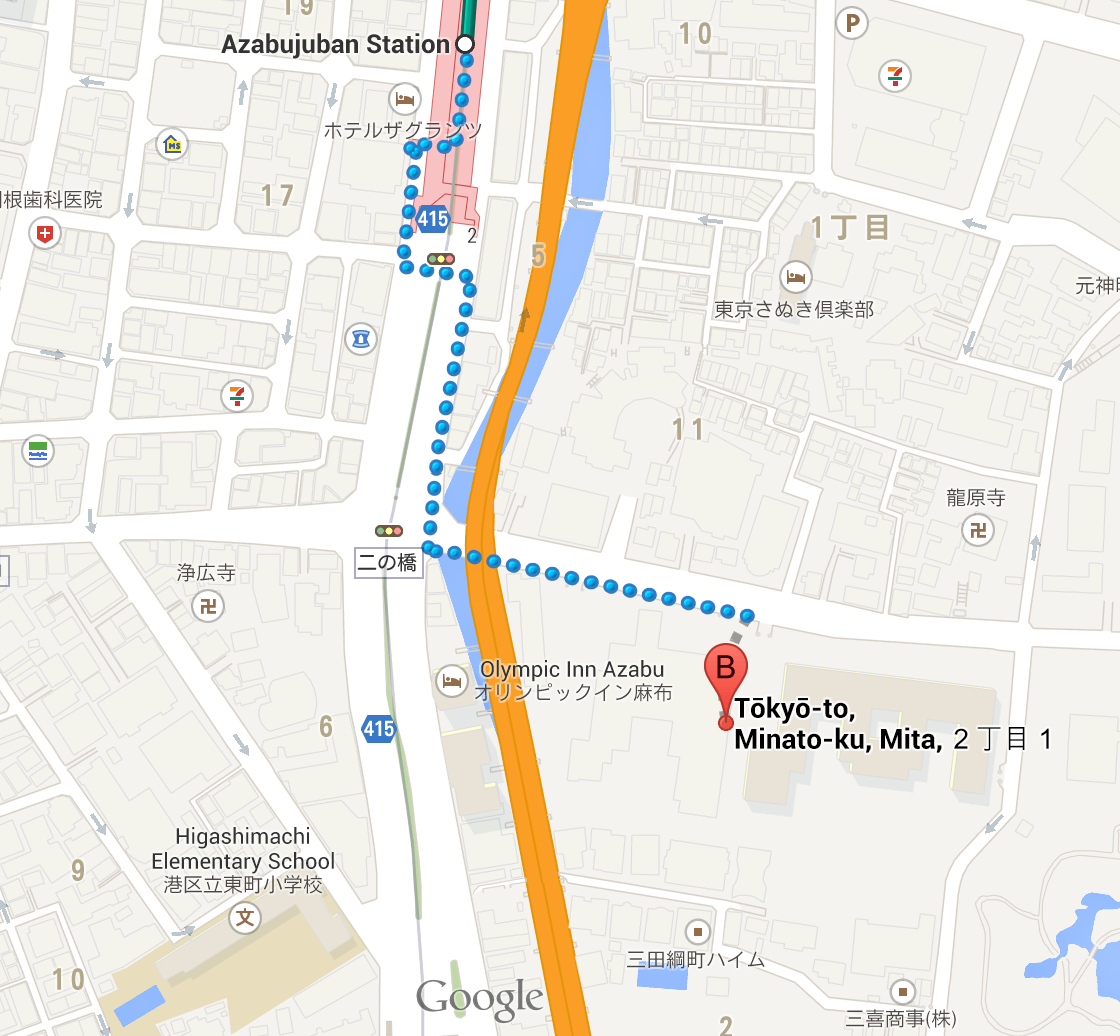 19
10
P
Azabujuban Station
7
ホテルザグランツ
HS
17
根歯科医院
415
2
1丁目
5
東京さぬき倶楽部
元神明
7
11
龍原寺
二の橋
浄広寺
Olympic Inn Azabu
オリンピックイン麻布
B
Tōkyō-to,
Minato-ku, Mita, 2丁目1
6
415
Higashimachi
Elementary School
港区立東町小学校
文
9
三田綱町ハイム
10
Google
三喜商事(株)
2